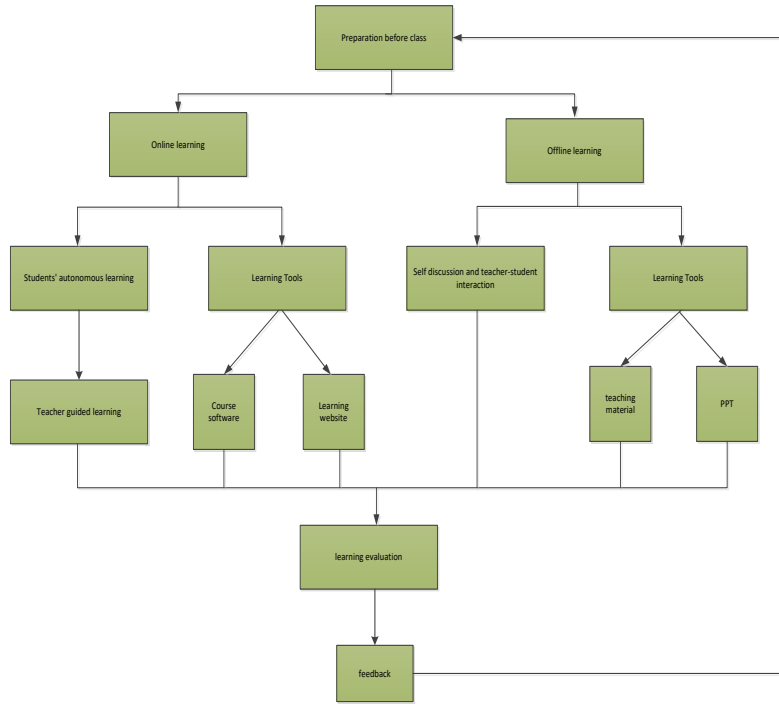 Preparation before class
Online learning
Offline learning
Students' autonomous learning
Learning Tools
Self discussion and teacher-student
interaction
Learning Tools
Teacher guided learning
Course
software
Learning
website
teaching
material
PPT
learning evaluation
feedback